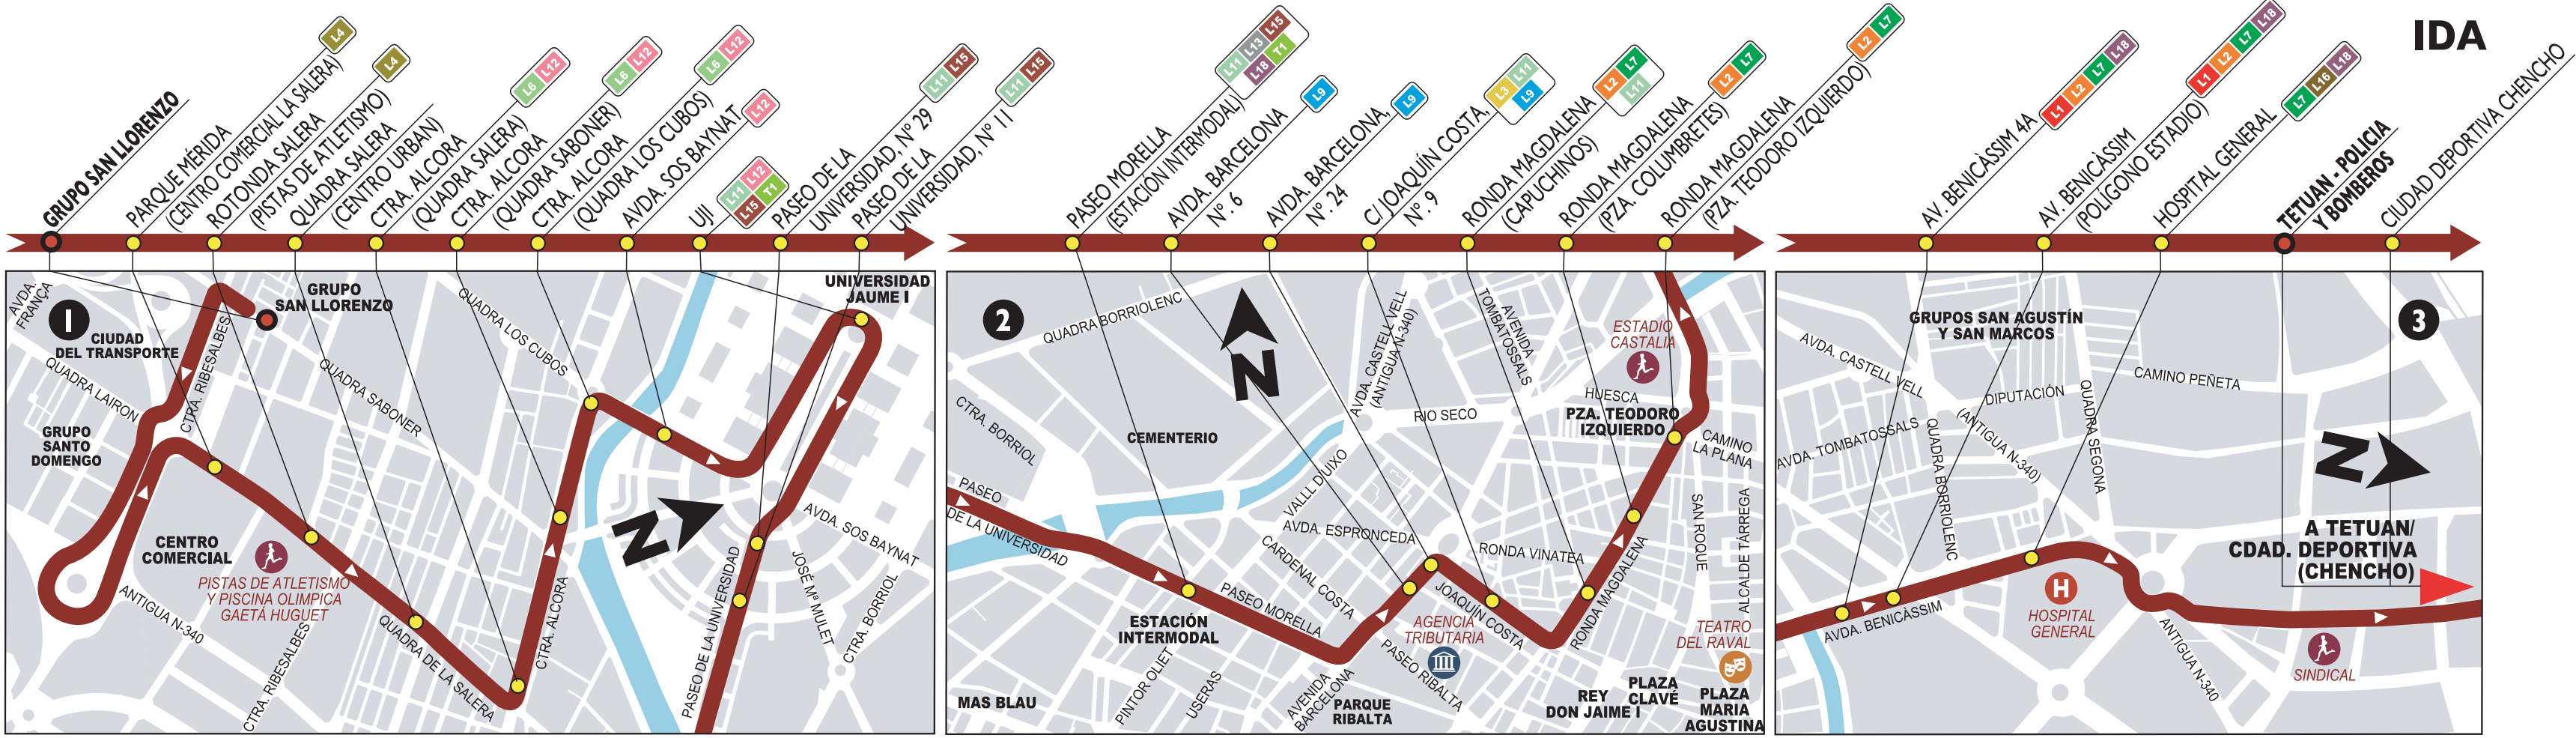 IDA
GRUPO SAN LLORENZO
PARQUE MÉRIDA
(CENTRO COMERCIAL LA SALERA)
L4
ROTONDA SALERA
(PISTAS DE ATLETISMO)
L4
QUADRA SALERA
(CENTRO URBAN)
CTRA. ALCORA
(QUADRA SALERA)
L6 L12
CTRA. ALCORA
(QUADRA SABONER)
L6 L12
CTRA. ALCORA
(QUADRA LOS CUBOS)
L6 L12
AVDA. SOS BAYNAT
L12
UJI
L11 L12
L15 T1
PASEO DE LA
UNIVERSIDAD, Nº 29
L11 L15
PASEO DE LA
UNIVERSIDAD, Nº 11
L11 L15
PASEO MORELLA
(ESTACIÓN INTERMODAL)
L11 L13 L15
L18 T1
AVDA. BARCELONA
Nº. 6
L9
AVDA. BARCELONA,
Nº. 24
L9
C/ JOAQUÍN COSTA,
Nº. 9
L3 L11
L9
RONDA MAGDALENA
(CAPUCHINOS)
L2 L7
L11
RONDA MAGDALENA
(PZA. COLUMBRETES)
L2 L7
RONDA MAGDALENA
(PZA. TEODORO IZQUIERDO)
L2 L7
AV. BENICÀSSIM 4A
L1 L2 L7 L18
AV. BENICÀSSIM
(POLÍGONO ESTADIO)
L1 L2 L7 L18
HOSPITAL GENERAL
L7 L16 L18
TETUAN - POLICIA
Y BOMBEROS
CIUDAD DEPORTIVA CHENCHO
1
AVDA.
FRANÇA
CIUDAD
DEL TRANSPORTE
GRUPO
SAN LLORENZO
QUADRA LAIRON
CTRA. RIBESALBES
QUADRA SABONER
QUADRA LOS CUBOS
UNIVERSIDAD
JAUME I
GRUPO
SANTO
DOMENGO
CENTRO
COMERCIAL
PISTAS DE ATLETISMO
Y PISCINA OLIMPICA
GAETÁ HUGUET
ANTIGUA N-340
CTRA. RIBESALBES
QUADRA DE LA SALERA
CTRA. ALCORA
N
AVDA. SOS BAYNAT
JOSÉ Mª MULET
CTRA. BORRIOL
PASEO DE LA UNIVERSIDAD
2
QUADRA BORRIOLENC
N
AVDA. CASTELL VELL
(ANTIGUA N-340)
AVENIDA
TOMBATOSSALS
ESTADIO
CASTALIA
HUESCA
RIO SECO
PZA. TEODORO
IZQUIERDO
CAMINO
LA PLANA
CTRA. BORRIOL
CEMENTERIO
PASEO
DE LA UNIVERSIDAD
VALLL DUIXO
AVDA. ESPRONCEDA
CARDENAL COSTA
RONDA VINATEA
SAN ROQUE
ALCALDE TÁRREGA
PASEO MORELLA
ESTACIÓN
INTERMODAL
AGENCIA
TRIBUTARIA
JOAQUÍN COSTA
RONDA MAGDALENA
TEATRO
DEL RAVAL
MAS BLAU
PINTOR OLIET
USERAS
AVENIDA
BARCELONA
PASEO RIBALTA
PARQUE
RIBALTA
REY
DON JAIME I
PLAZA
CLAVÉ
PLAZA
MARIA
AGUSTINA
3
GRUPOS SAN AGUSTÍN
Y SAN MARCOS
AVDA. CASTELL VELL
(ANTIGUA N-340)
DIPUTACIÓN
CAMINO PEÑETA
AVDA. TOMBATOSSALS
QUADRA BORRIOLENC
QUADRA SEGONA
N
A TETUAN/
CDAD. DEPORTIVA
(CHENCHO)
AVDA. BENICÀSSIM
H
HOSPITAL
GENERAL
ANTIGUA N-340
SINDICAL